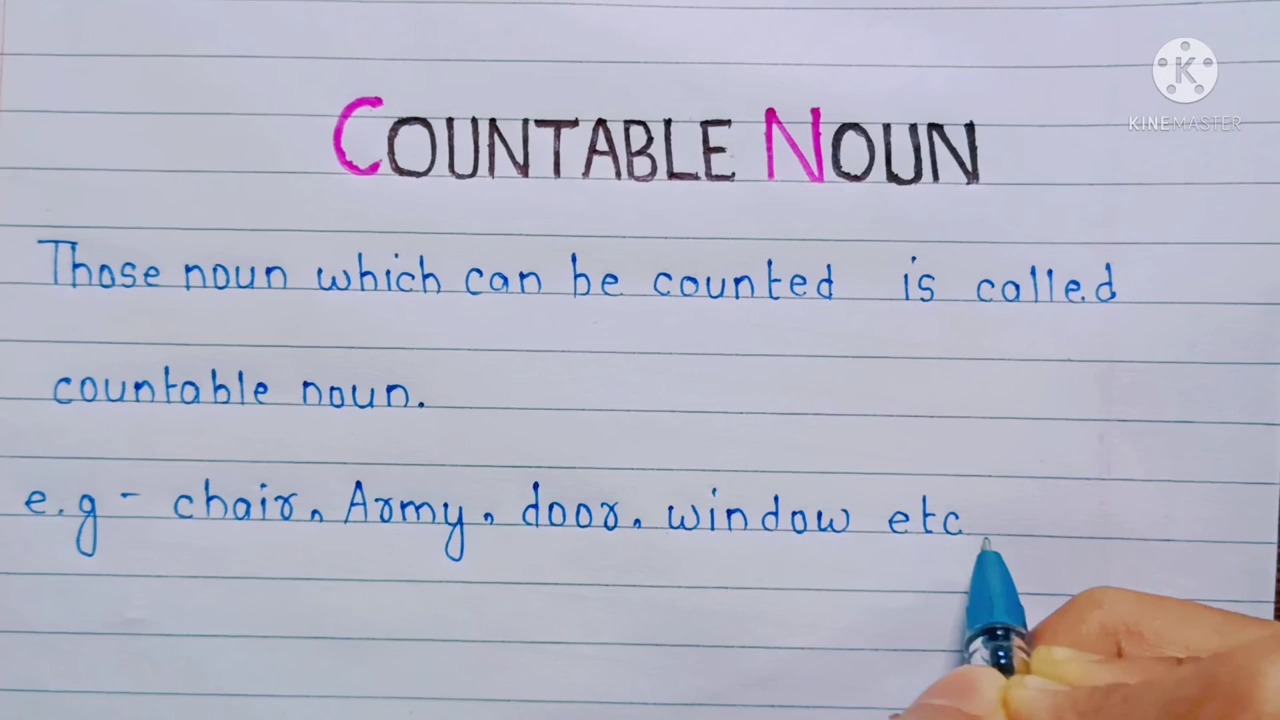 KINEMASTER
COUNTABLE NOUN
Those noun which can be counted is called
countable noun.
e.g - chair, Army, door, window etc